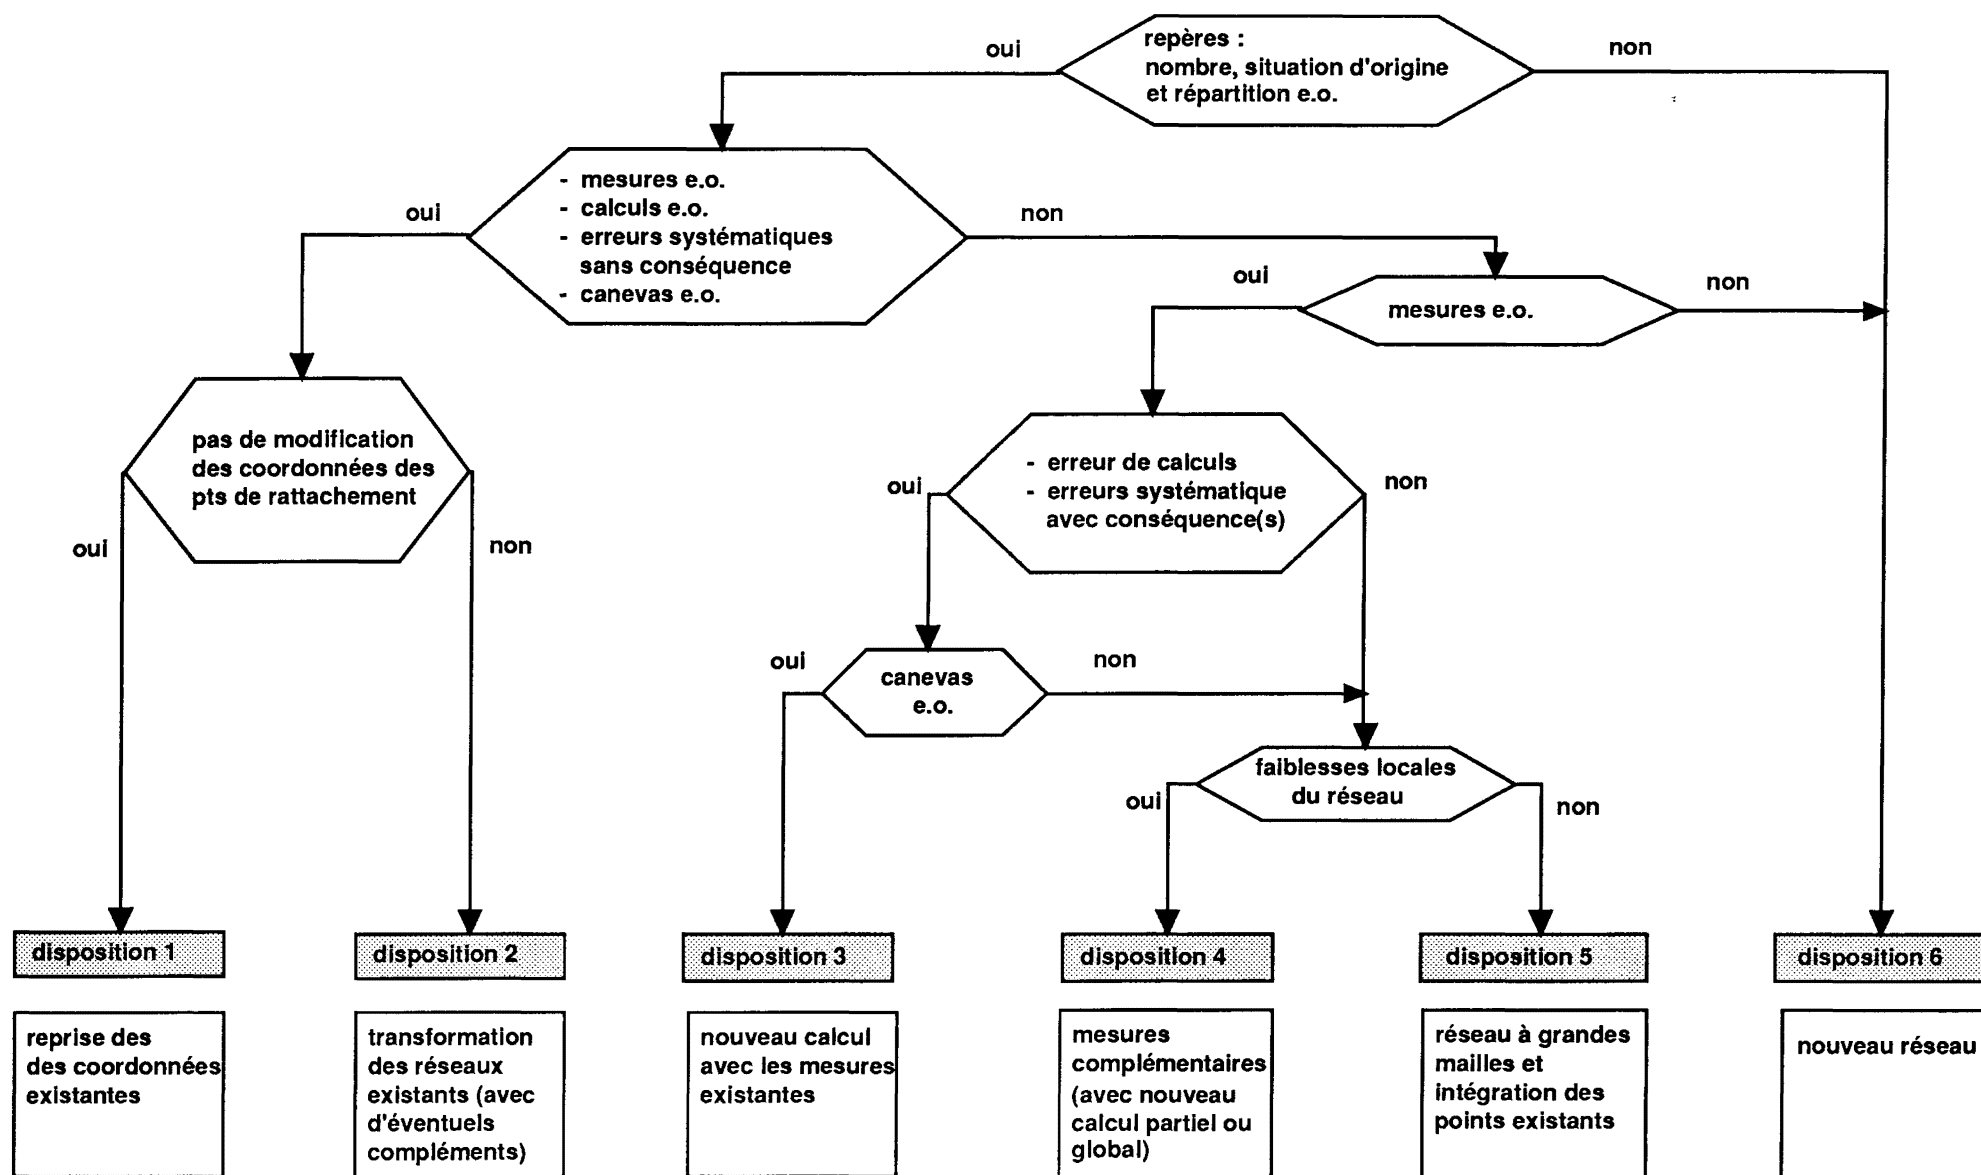 repères :
nombre, situation d'origine
et répartition e.o.
oui
non
- mesures e.o.
- calculs e.o.
- erreurs systématiques
sans conséquence
- canevas e.o.
oui
non
mesures e.o.
oui
non
pas de modification
des coordonnées des
pts de rattachement
oui
non
- erreur de calculs
- erreurs systématique
avec conséquence(s)
oui
non
canevas
e.o.
oui
non
faiblesses locales
du réseau
oui
non
disposition 1
disposition 2
disposition 3
disposition 4
disposition 5
disposition 6
reprise des
des coordonnées
existantes
transformation
des réseaux
existants (avec
d'éventuels
compléments)
nouveau calcul
avec les mesures
existantes
mesures
complémentaires
(avec nouveau
calcul partiel ou
global)
réseau à grandes
mailles et
intégration des
points existants
nouveau réseau